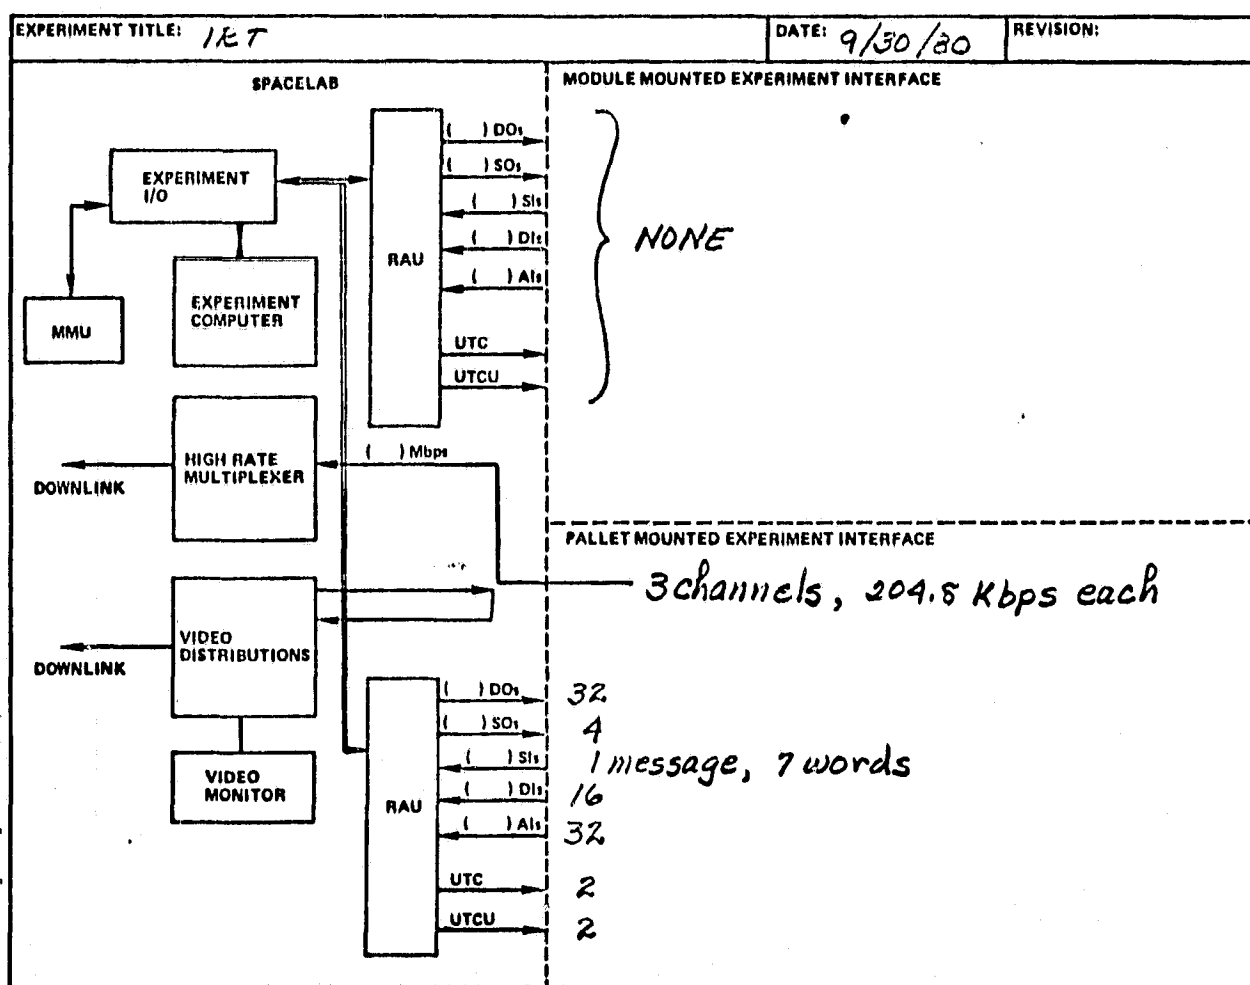 EXPERIMENT TITLE: IET
DATE: 9/30/80
REVISION:
SPACELAB
MODULE MOUNTED EXPERIMENT INTERFACE
EXPERIMENT
I/O
MMU
EXPERIMENT
COMPUTER
RAU
( ) DOs
( ) SOs
( ) SIs
( ) DIs
( ) AIs
UTC
UTCU
NONE
HIGH RATE
MULTIPLEXER
DOWNLINK
( ) Mbps
PALLET MOUNTED EXPERIMENT INTERFACE
3 channels, 204.8 Kbps each
VIDEO
DISTRIBUTIONS
DOWNLINK
VIDEO
MONITOR
RAU
( ) DOs 32
( ) SOs 4
( ) SIs 1 message, 7 words
( ) DIs 16
( ) AIs 32
UTC 2
UTCU 2